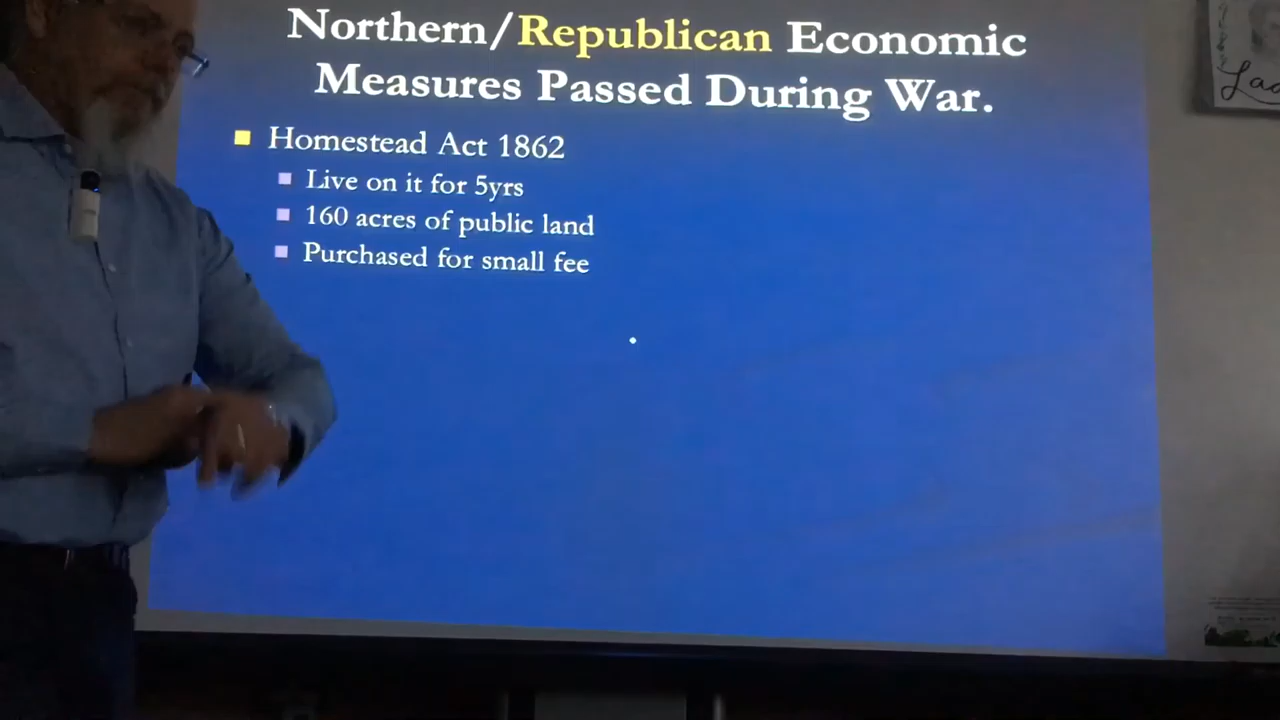 Northern/Republican Economic
Measures Passed During War.
Homestead Act 1862
Live on it for 5yrs
160 acres of public land
Purchased for small fee